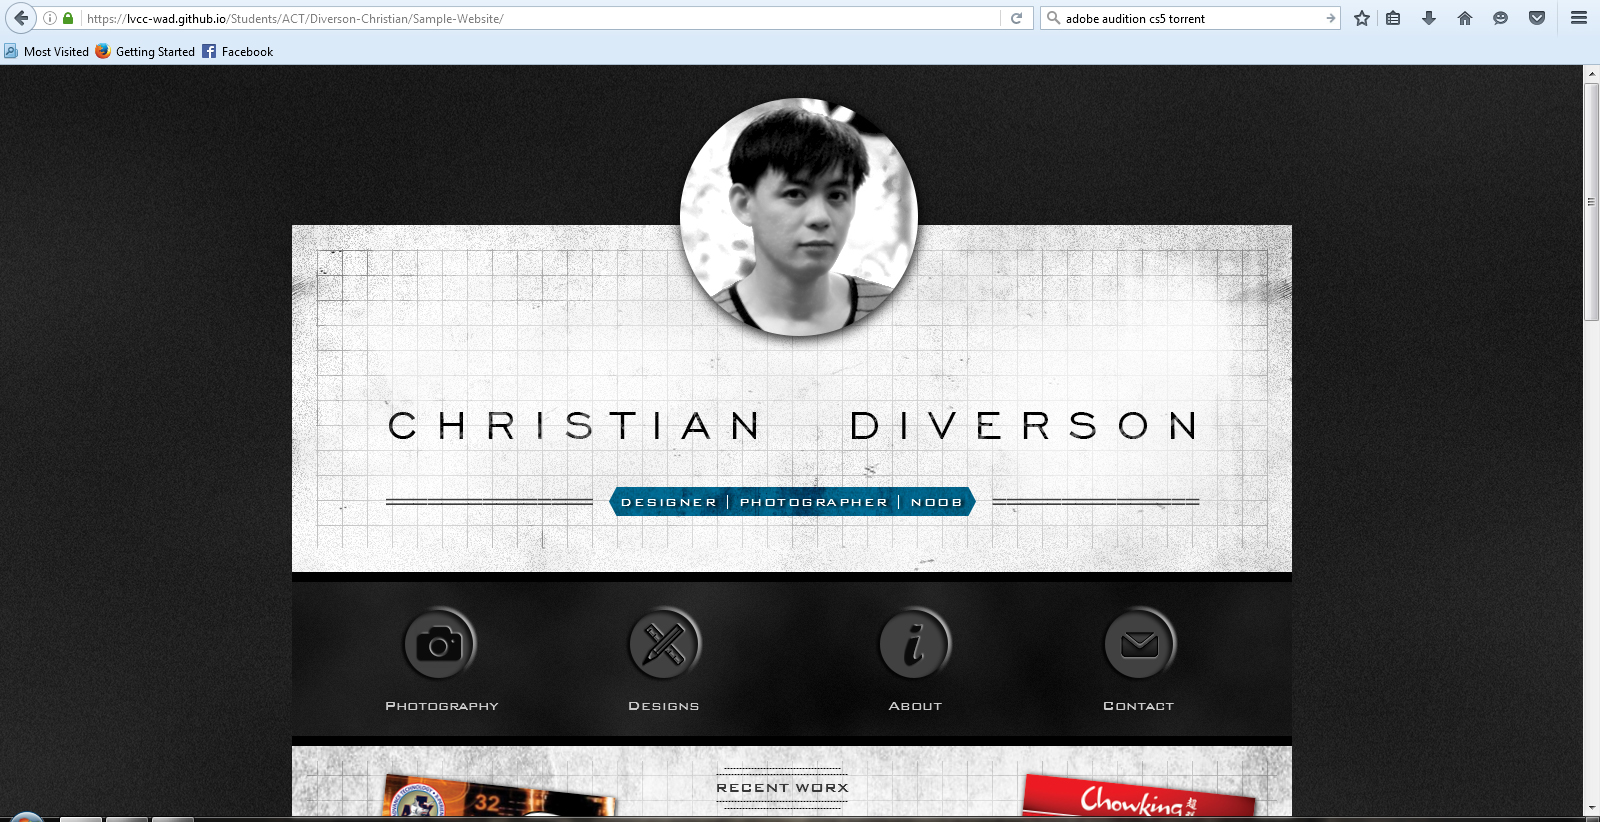 https://lvcc-wad.github.io/Students/ACT/Diverson-Christian/Sample-Website/
adobe audition cs5 torrent
Most Visited Getting Started Facebook
CHRISTIAN DIVERSON
DESIGNER | PHOTOGRAPHER | NOOB
PHOTOGRAPHY DESIGNS ABOUT CONTACT
RECENT WORX
32
Chowking